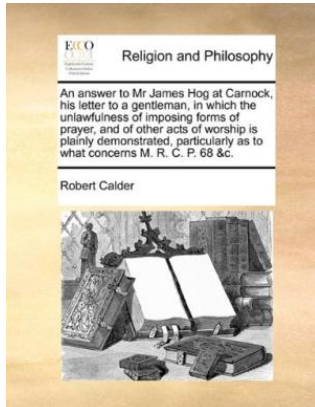 ECCO
Religion and Philosophy
An answer to Mr James Hog at Carnock,
his letter to a gentleman, in which the
unlawfulness of imposing forms of
prayer, and of other acts of worship is
plainly demonstrated, particularly as to
what concerns M. R. C. P. 68 &c.
Robert Calder